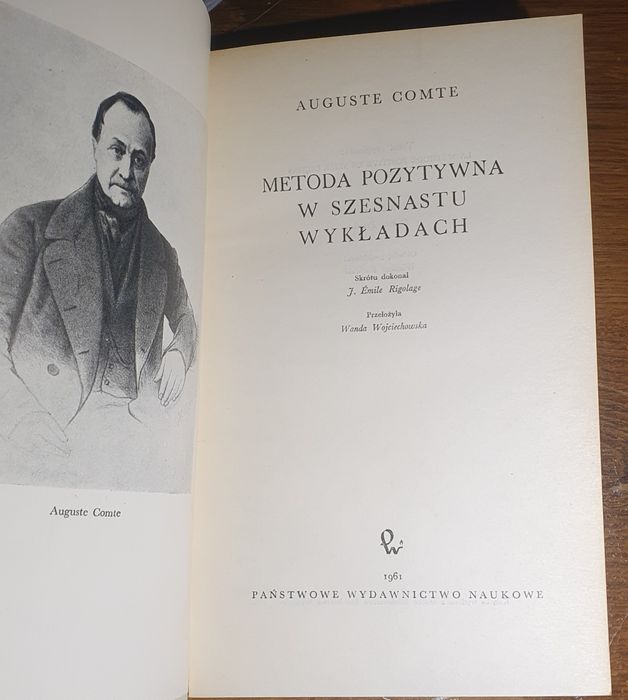 Auguste Comte
AUGUSTE COMTE
METODA POZYTYWNA
W SZESNASTU
WYKŁADACH
Skrótu dokonał
J. Émile Rigolage
Przełożyła
Wanda Wojciechowska
1961
PAŃSTWOWE WYDAWNICTWO NAUKOWE